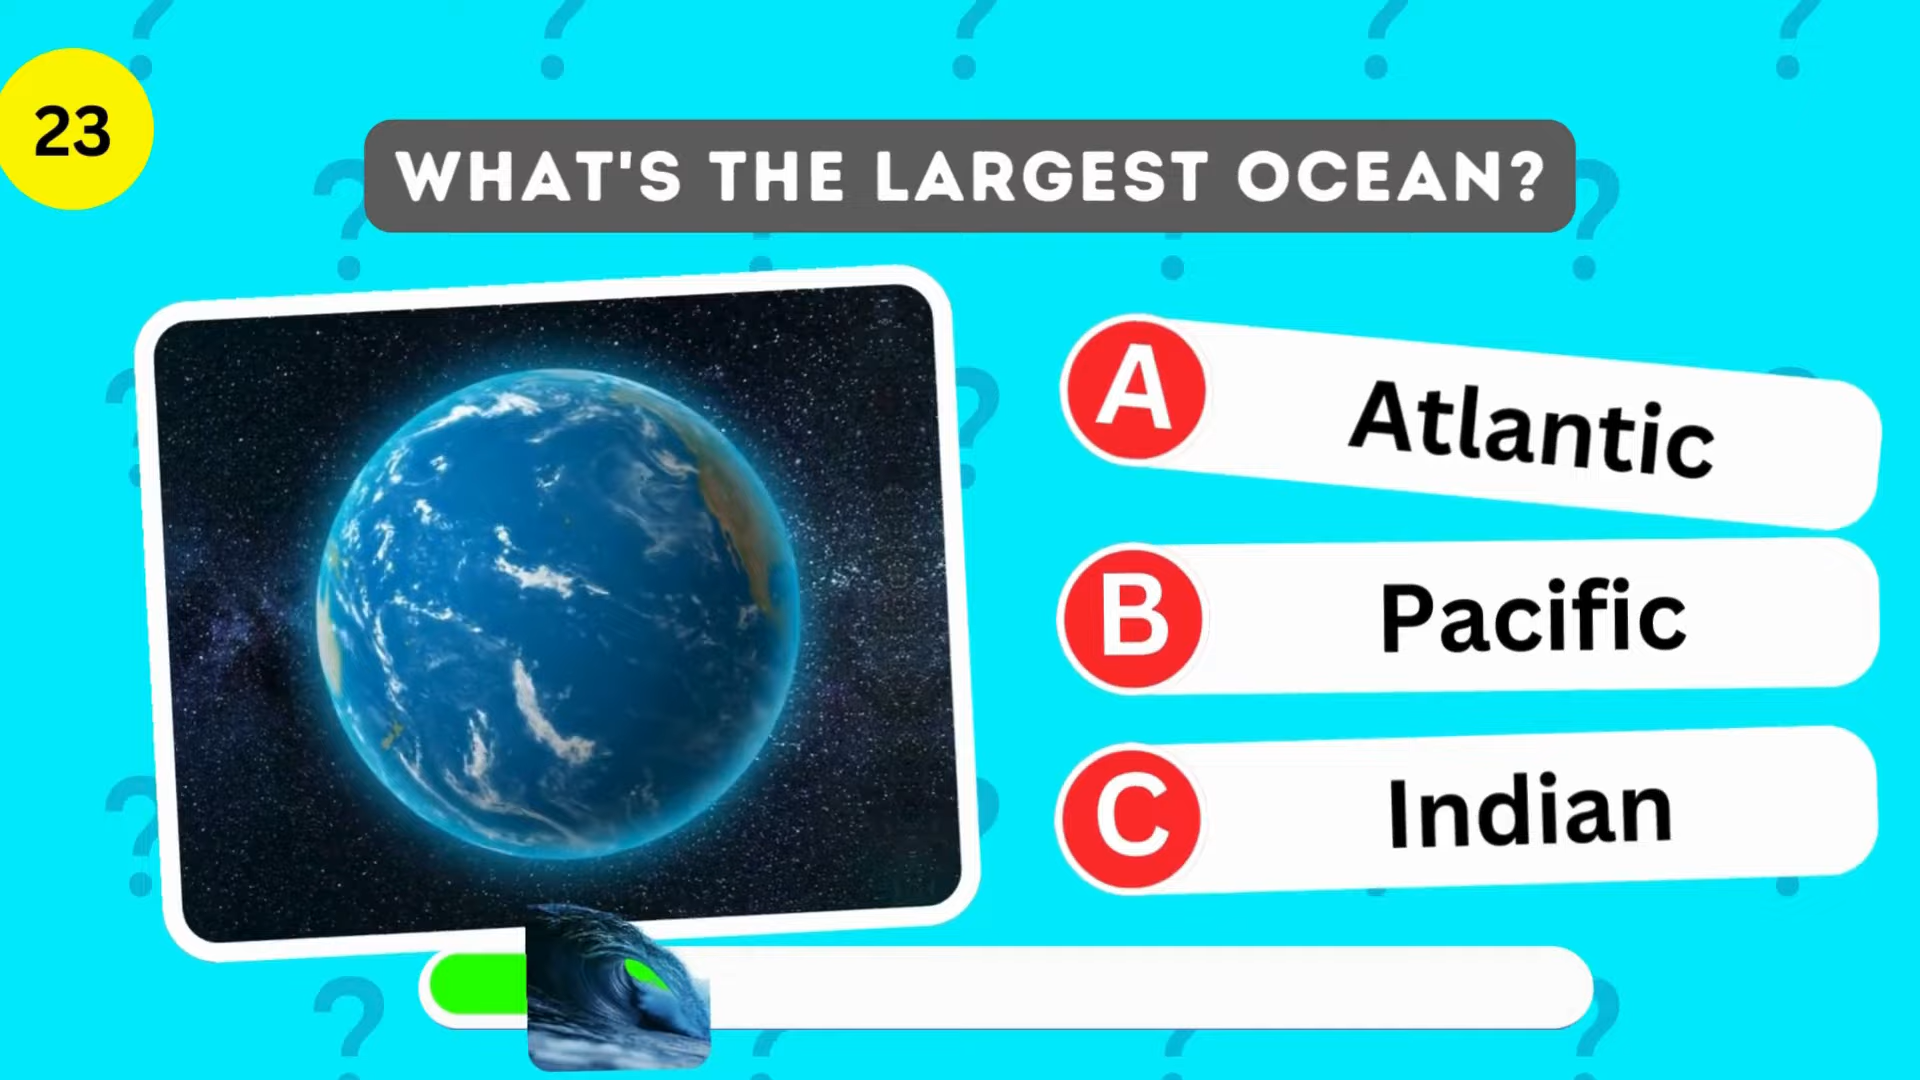 23
WHAT'S THE LARGEST OCEAN?
A Atlantic
B Pacific
C Indian